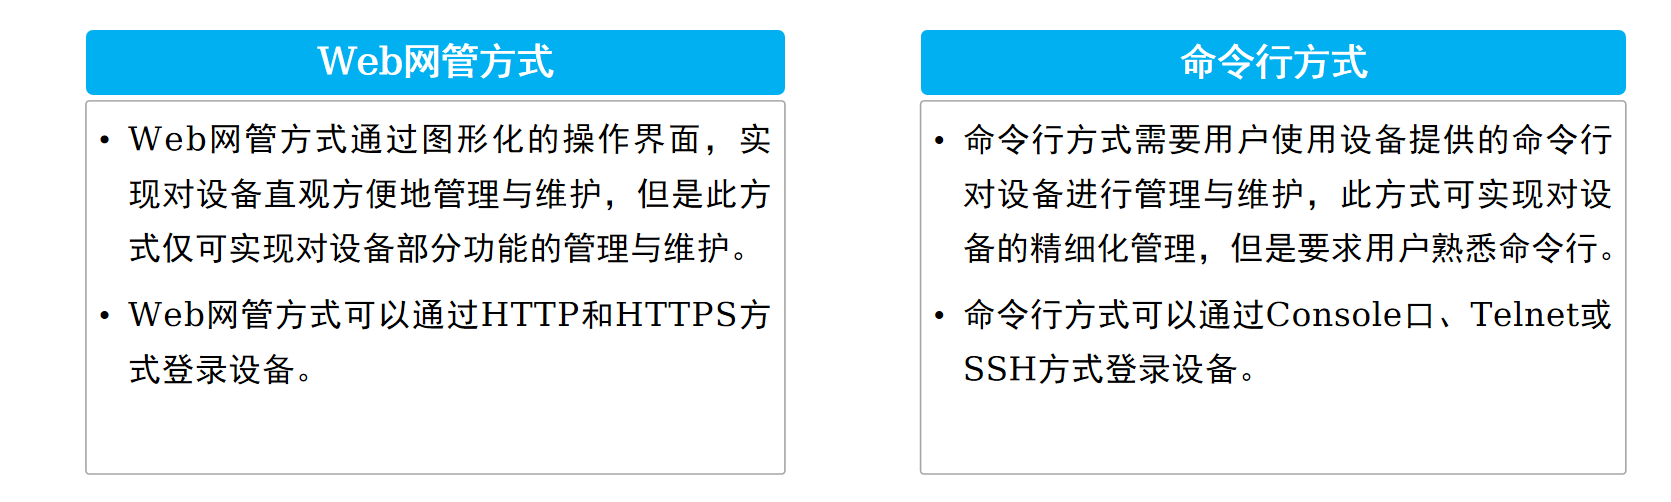 Web网管方式
• Web网管方式通过图形化的操作界面，实
现对设备直观方便地管理与维护，但是此方
式仅可实现对设备部分功能的管理与维护。
• Web网管方式可以通过HTTP和HTTPS方
式登录设备。
命令行方式
• 命令行方式需要用户使用设备提供的命令行
对设备进行管理与维护，此方式可实现对设
备的精细化管理，但是要求用户熟悉命令行。
• 命令行方式可以通过Console口、Telnet或
SSH方式登录设备。